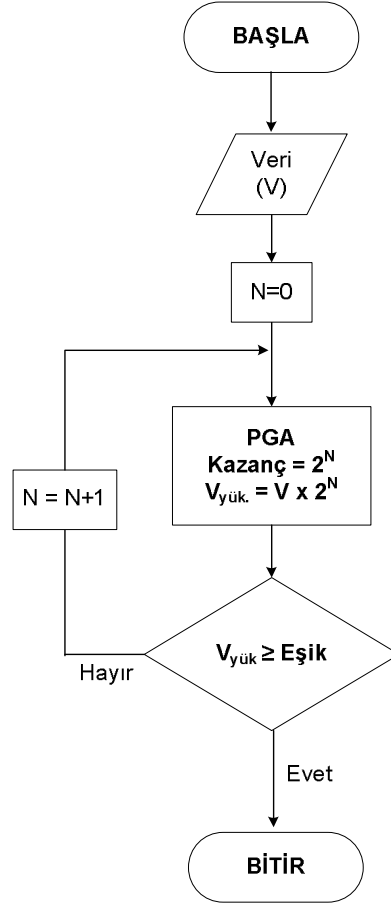 BAŞLA
Veri
(V)
N=0
PGA
Kazanç = 2^N
V_yük. = V x 2^N
N = N+1
V_yük ≥ Eşik
Hayır
Evet
BİTİR